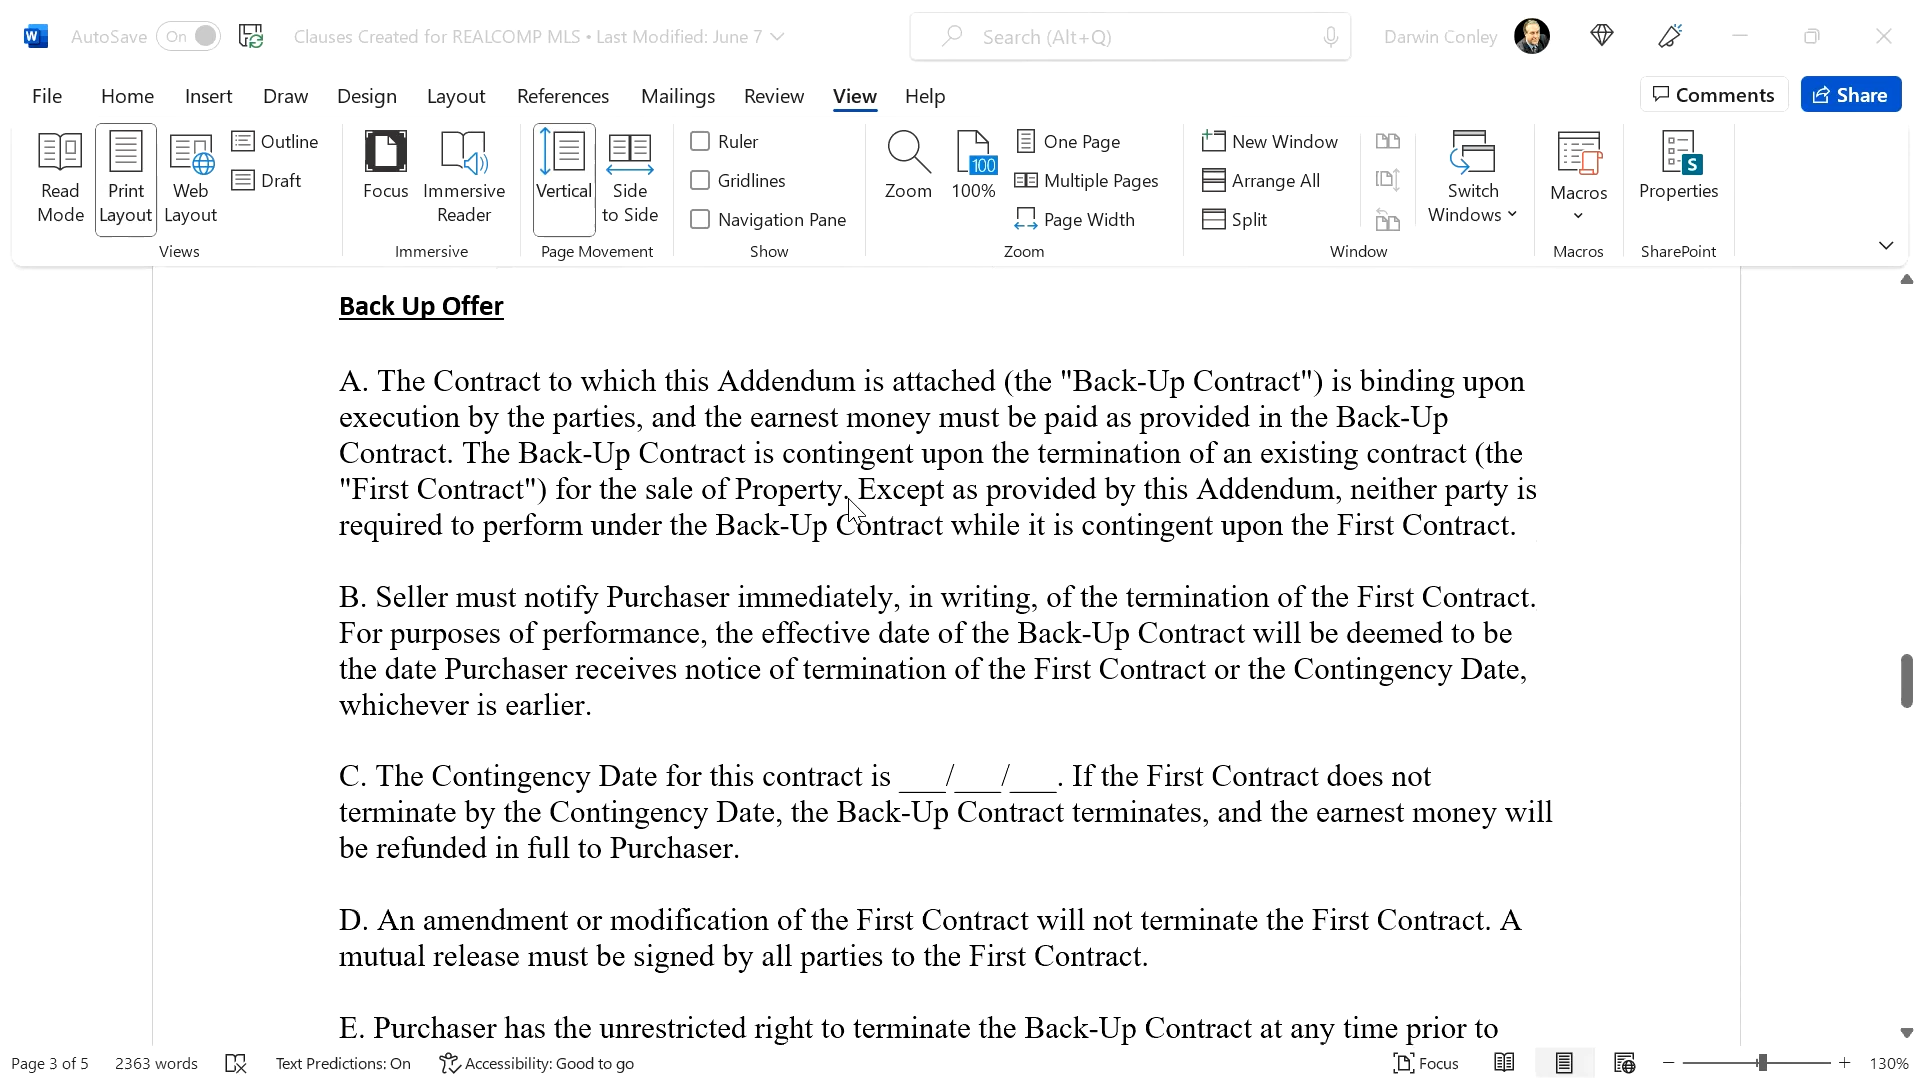 AutoSave On Clauses Created for REALCOMP MLS • Last Modified: June 7 Search (Alt+Q) Darwin Conley
File Home Insert Draw Design Layout References Mailings Review View Help Comments Share
Read Mode
Print Layout
Web Layout
Outline
Draft
Views
Focus
Immersive Reader
Immersive
Vertical
Side to Side
Page Movement
Ruler
Gridlines
Navigation Pane
Show
Zoom
100
100%
One Page
Multiple Pages
Page Width
Zoom
New Window
Arrange All
Split
Switch Windows
Window
Macros
Macros
S
Properties
SharePoint
Back Up Offer
A. The Contract to which this Addendum is attached (the "Back-Up Contract") is binding upon
execution by the parties, and the earnest money must be paid as provided in the Back-Up
Contract. The Back-Up Contract is contingent upon the termination of an existing contract (the
"First Contract") for the sale of Property. Except as provided by this Addendum, neither party is
required to perform under the Back-Up Contract while it is contingent upon the First Contract.
B. Seller must notify Purchaser immediately, in writing, of the termination of the First Contract.
For purposes of performance, the effective date of the Back-Up Contract will be deemed to be
the date Purchaser receives notice of termination of the First Contract or the Contingency Date,
whichever is earlier.
C. The Contingency Date for this contract is ___/___/___. If the First Contract does not
terminate by the Contingency Date, the Back-Up Contract terminates, and the earnest money will
be refunded in full to Purchaser.
D. An amendment or modification of the First Contract will not terminate the First Contract. A
mutual release must be signed by all parties to the First Contract.
E. Purchaser has the unrestricted right to terminate the Back-Up Contract at any time prior to
Page 3 of 5 2363 words Text Predictions: On Accessibility: Good to go Focus 130%